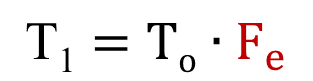 T₁ = Tₒ · Fₑ